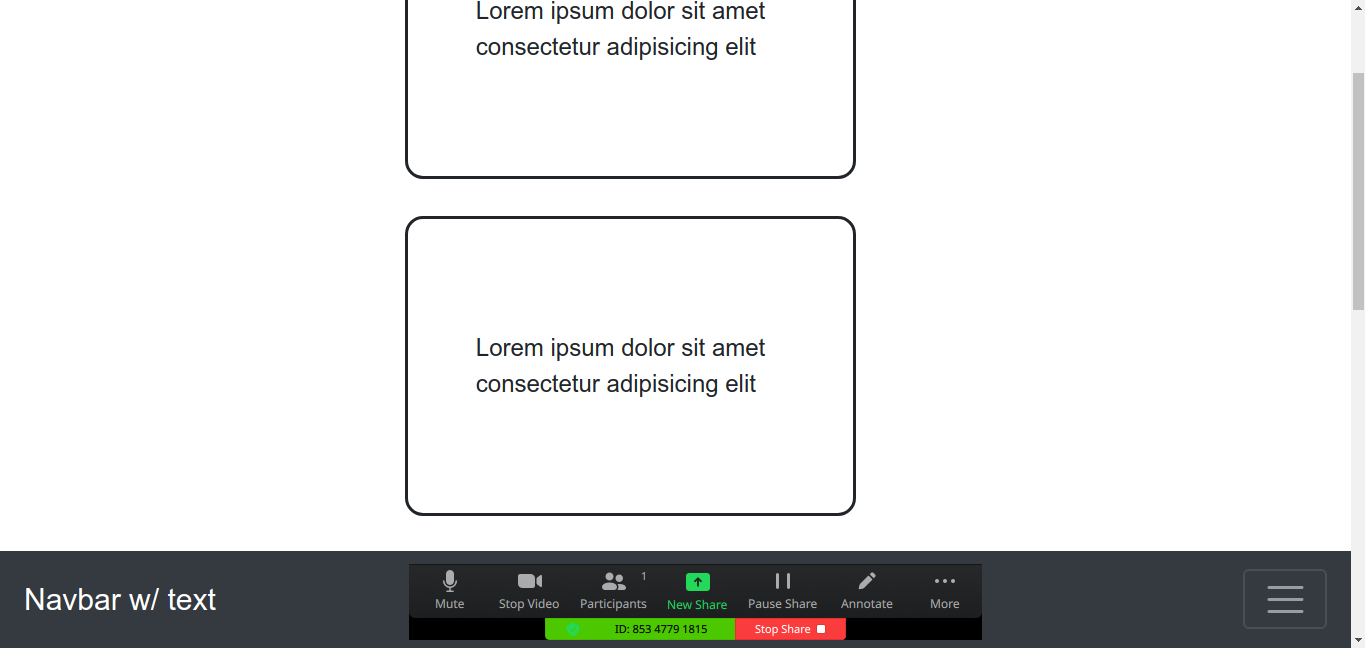 Lorem ipsum dolor sit amet
consectetur adipisicing elit
Lorem ipsum dolor sit amet
consectetur adipisicing elit
Navbar w/ text
1
Mute Stop Video Participants New Share Pause Share Annotate More
ID: 853 4779 1815 Stop Share